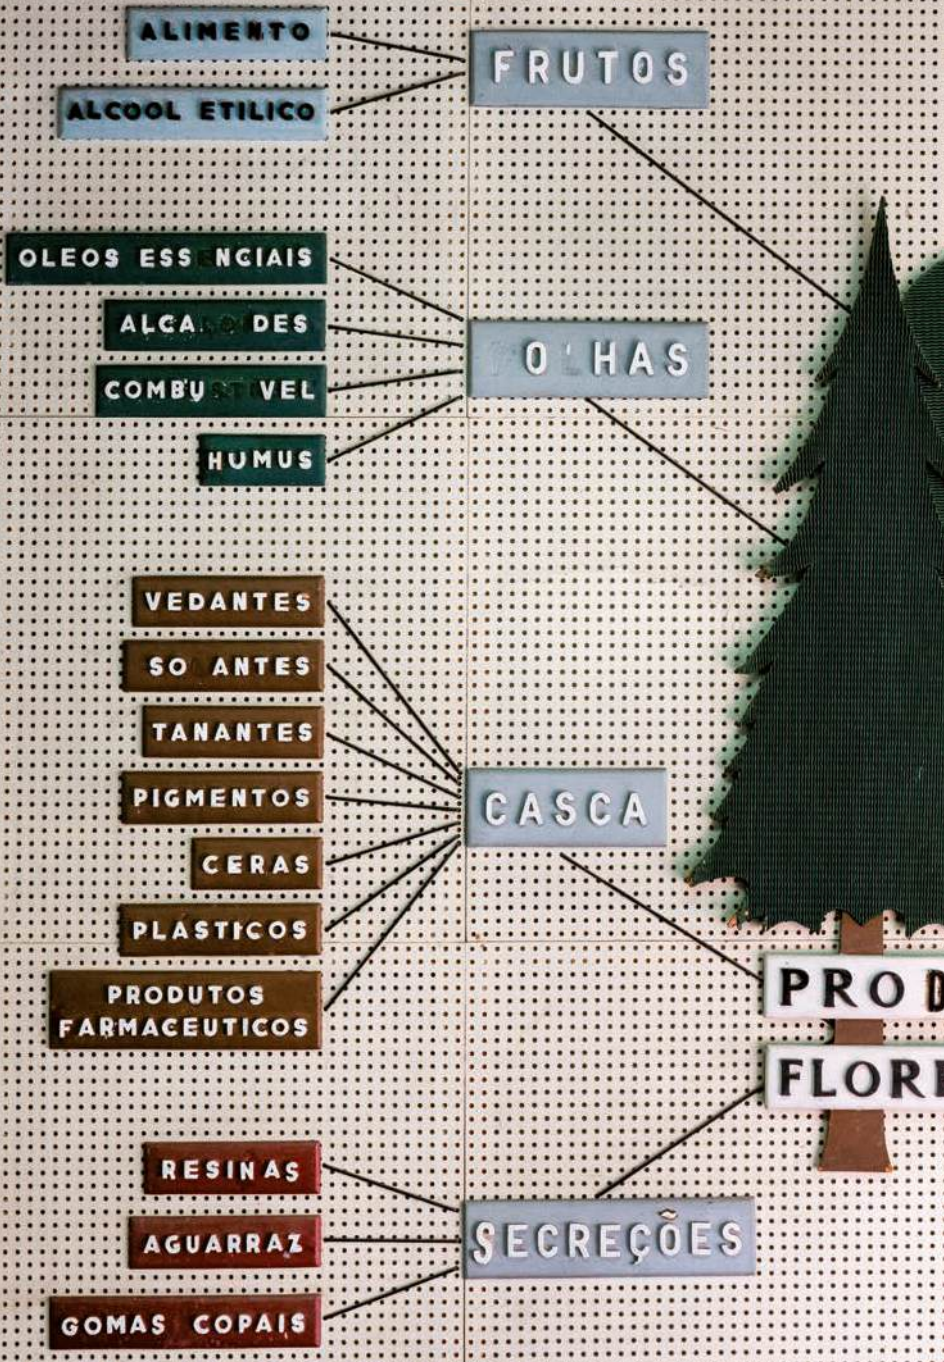 ALIMENTO
ALCOOL ETILICO
FRUTOS
OLEOS ESS NCIAIS
ALCA DES
COMBU VEL
HUMUS
O HAS
VEDANTES
SO ANTES
TANANTES
PIGMENTOS
CERAS
PLÁSTICOS
PRODUTOS
FARMACEUTICOS
CASCA
PROD
FLOR
RESINAS
AGUARRAZ
GOMAS COPAIS
SECREÇÕES